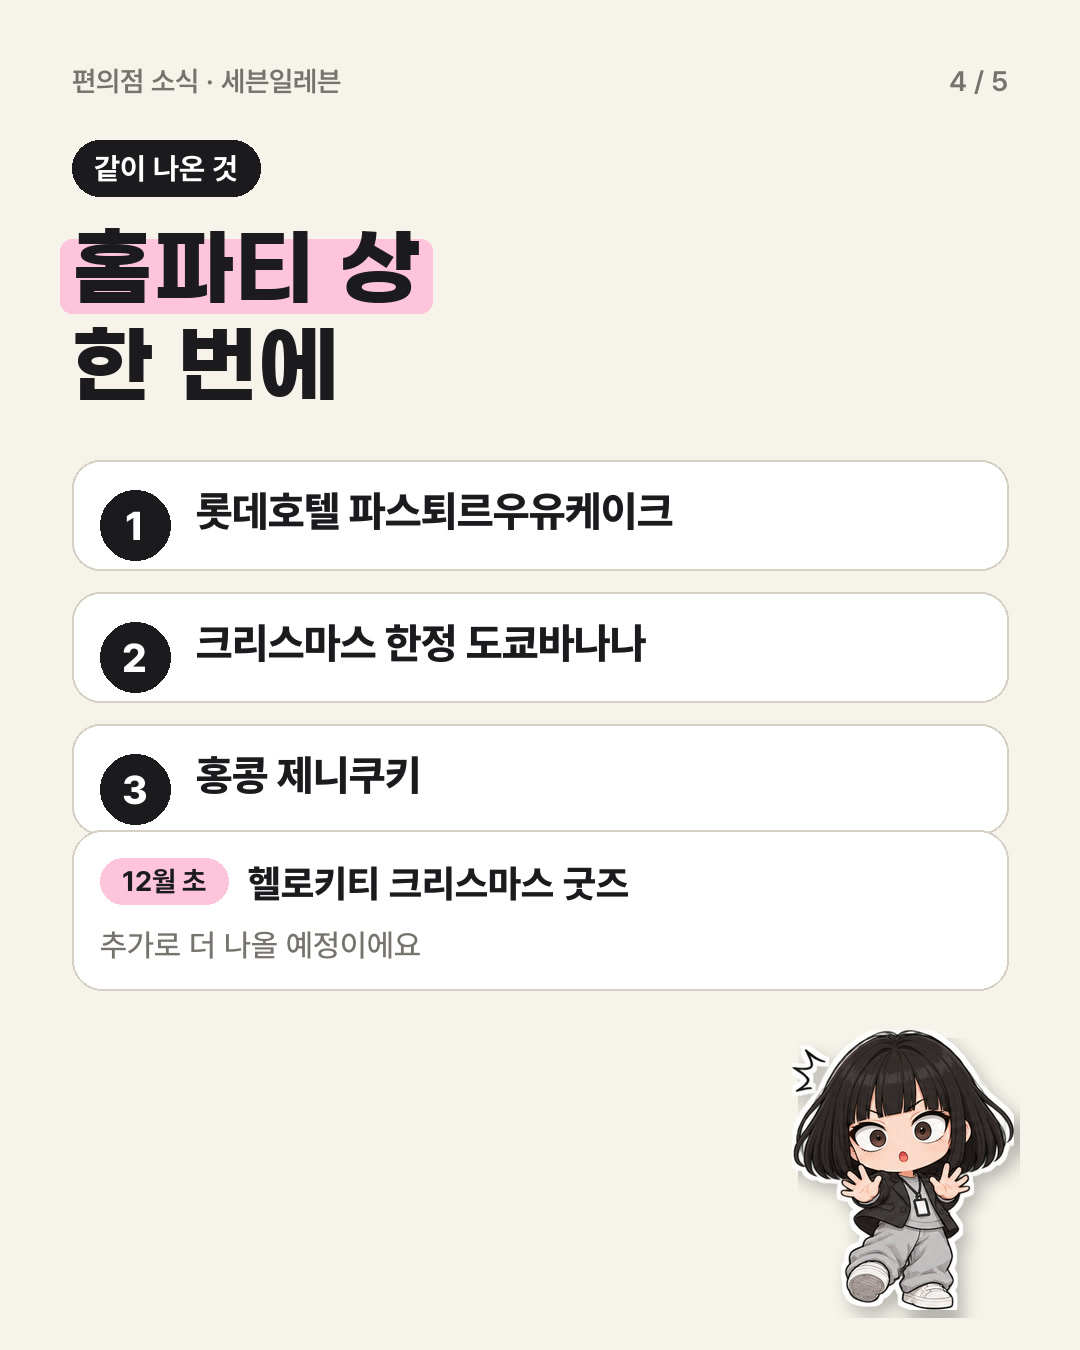 편의점 소식 · 세븐일레븐
4 / 5
같이 나온 것
홈파티 상
한 번에
1 롯데호텔 파스퇴르우유케이크
2 크리스마스 한정 도쿄바나나
3 홍콩 제니쿠키
12월 초 헬로키티 크리스마스 굿즈
추가로 더 나올 예정이에요